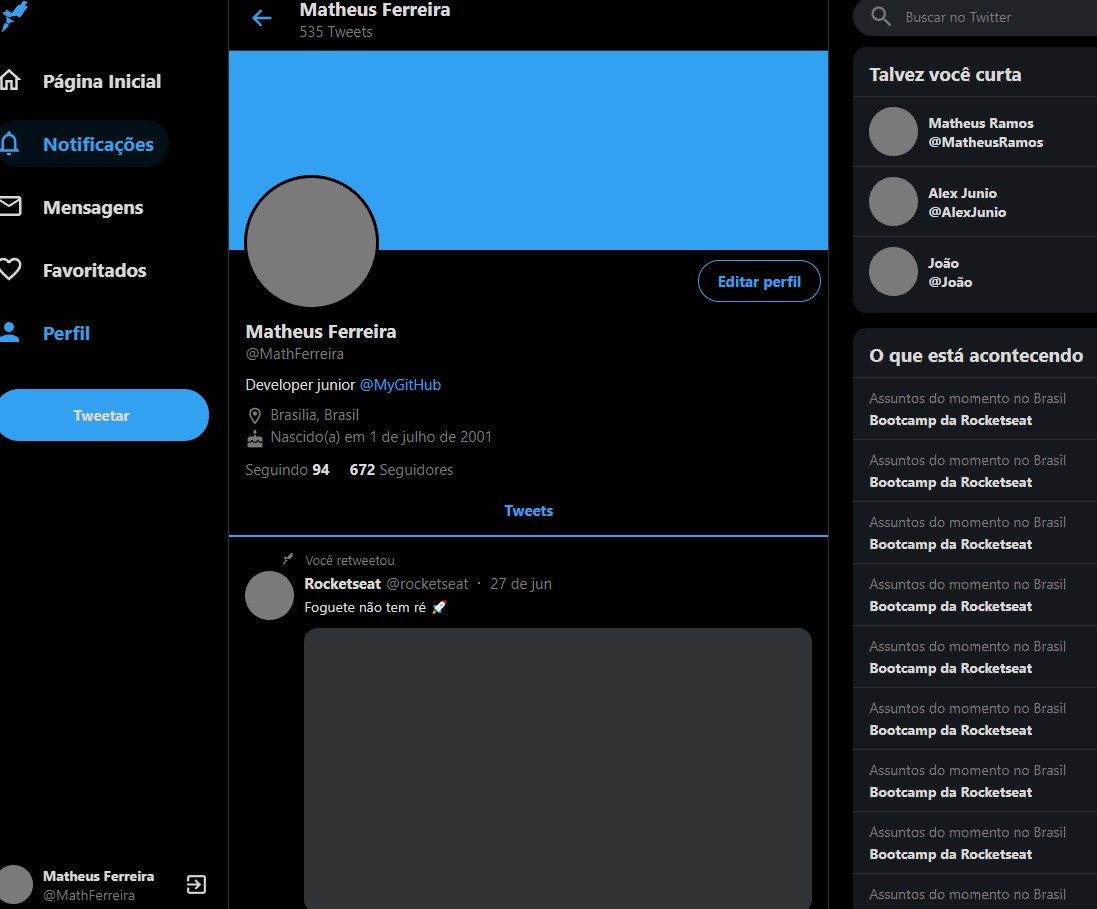 Página Inicial
Notificações
Mensagens
Favoritados
Perfil
Tweetar
Matheus Ferreira
@MathFerreira
Matheus Ferreira
535 Tweets
Editar perfil
Matheus Ferreira
@MathFerreira
Developer junior @MyGitHub
Brasilia, Brasil
Nascido(a) em 1 de julho de 2001
Seguindo 94 672 Seguidores
Tweets
Você retweetou
Rocketseat @rocketseat · 27 de jun
Foguete não tem ré 🚀
Buscar no Twitter
Talvez você curta
Matheus Ramos
@MatheusRamos
Alex Junio
@AlexJunio
João
@João
O que está acontecendo
Assuntos do momento no Brasil
Bootcamp da Rocketseat
Assuntos do momento no Brasil
Bootcamp da Rocketseat
Assuntos do momento no Brasil
Bootcamp da Rocketseat
Assuntos do momento no Brasil
Bootcamp da Rocketseat
Assuntos do momento no Brasil
Bootcamp da Rocketseat
Assuntos do momento no Brasil
Bootcamp da Rocketseat
Assuntos do momento no Brasil
Bootcamp da Rocketseat
Assuntos do momento no Brasil
Bootcamp da Rocketseat
Assuntos do momento no Brasil